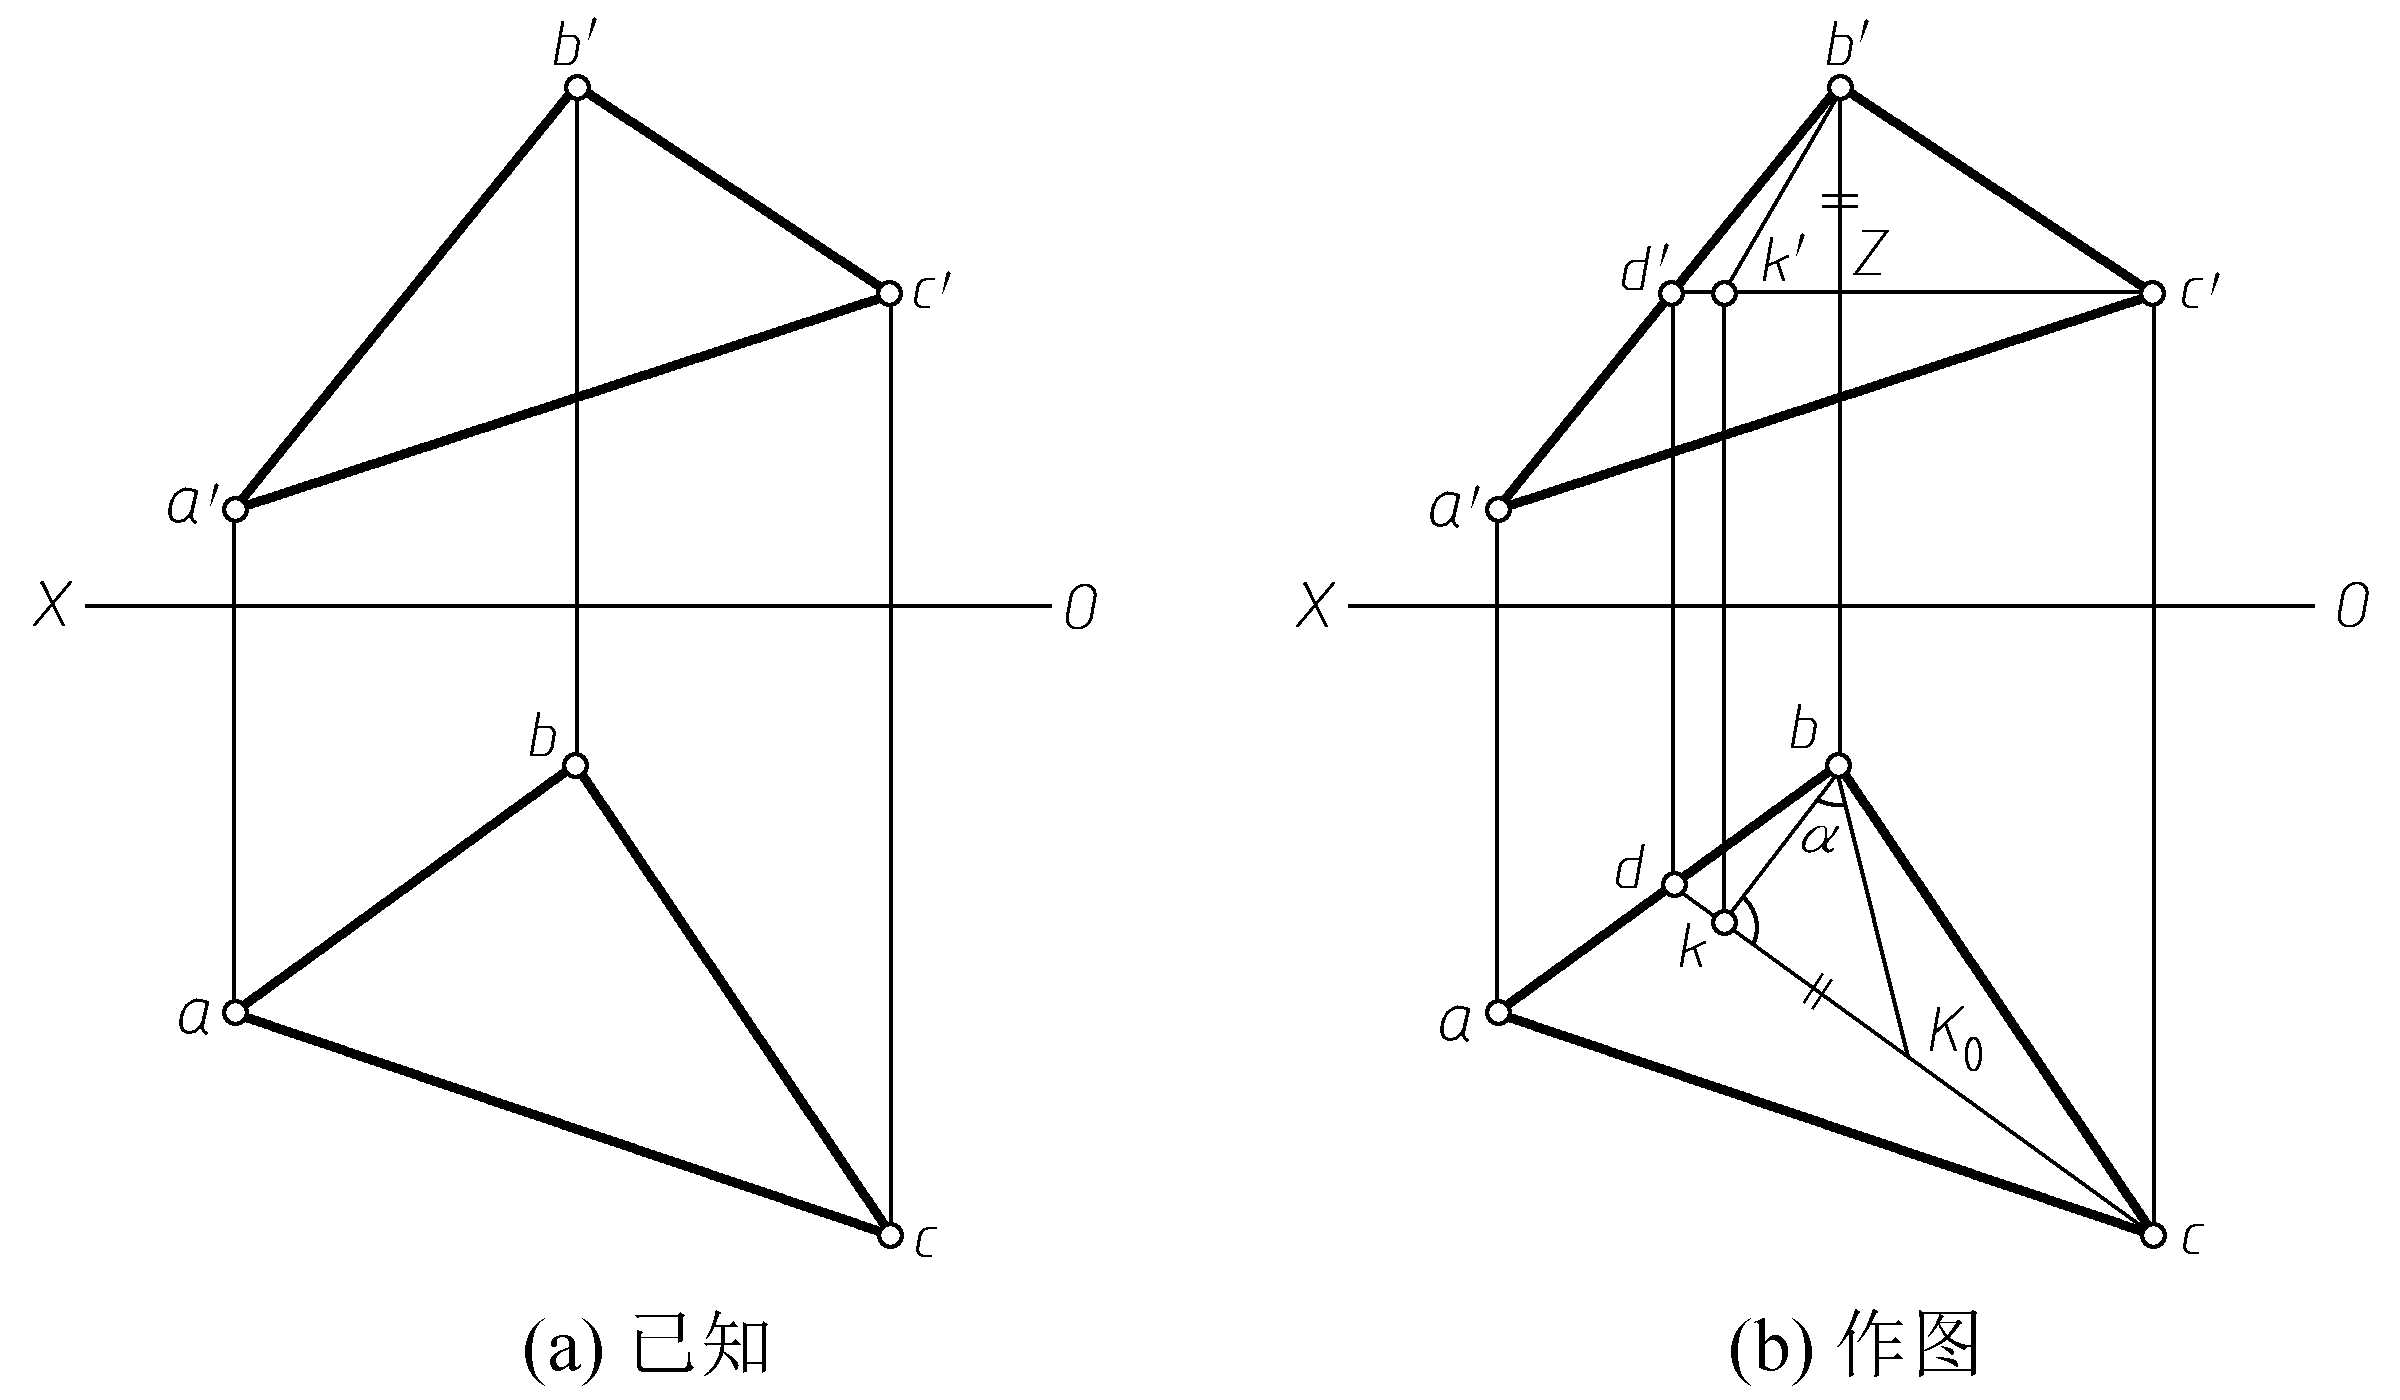 b′
c′
a′
X
O
b
a
c
(a) 已知
b′
Z
d′
k′
c′
a′
X
O
b
α
d
k
K₀
a
c
(b) 作图